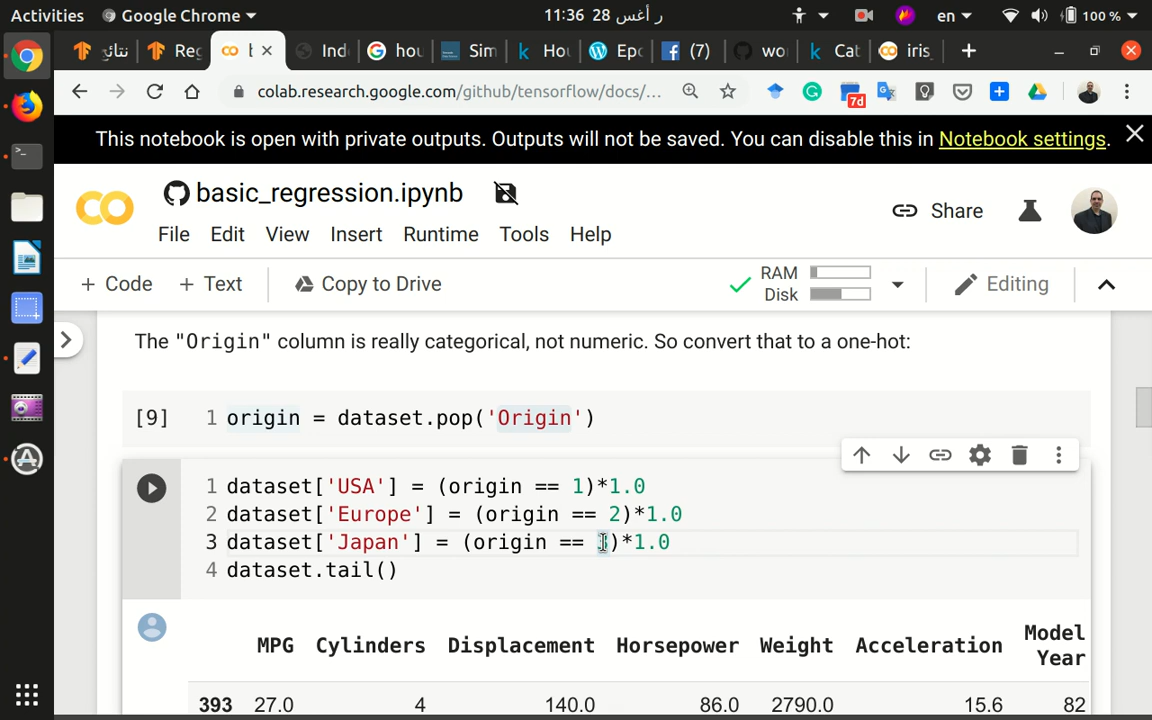 Activities Google Chrome ر أغس 28 11:36 en 100 %
نتائج Reg Ind hou Sim Hou Epc (7) wo Cat iris
colab.research.google.com/github/tensorflow/docs/... 7d
This notebook is open with private outputs. Outputs will not be saved. You can disable this in Notebook settings.
basic_regression.ipynb
Share
File Edit View Insert Runtime Tools Help
+ Code + Text Copy to Drive RAM Disk Editing
The "Origin" column is really categorical, not numeric. So convert that to a one-hot:
[9] 1 origin = dataset.pop('Origin')
1 dataset['USA'] = (origin == 1)*1.0
2 dataset['Europe'] = (origin == 2)*1.0
3 dataset['Japan'] = (origin == 3)*1.0
4 dataset.tail()
MPG Cylinders Displacement Horsepower Weight Acceleration Model Year
393 27.0 4 140.0 86.0 2790.0 15.6 82